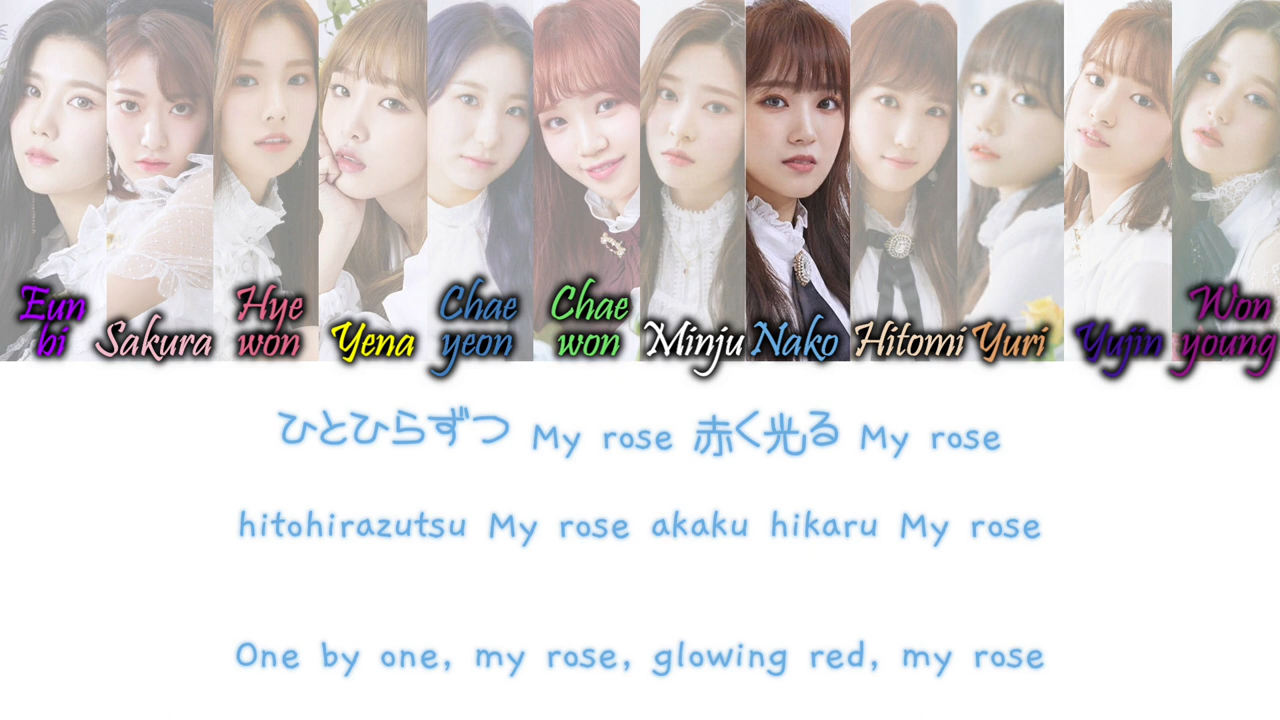 Eun bi
Sakura
Hye won
Yena
Chae yeon
Chae won
Minju
Nako
Hitomi
Yuri
Yujin
Won young
ひとひらずつ My rose 赤く光る My rose
hitohirazutsu My rose akaku hikaru My rose
One by one, my rose, glowing red, my rose